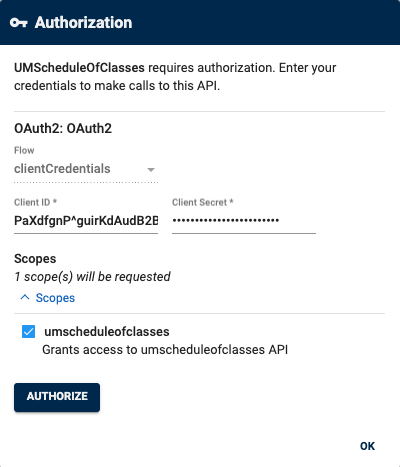 Authorization
UMScheduleOfClasses requires authorization. Enter your
credentials to make calls to this API.
OAuth2: OAuth2
Flow
clientCredentials
Client ID * Client Secret *
PaXdfgnP^guirKdAudB2B ••••••••••••••••••••••••
Scopes
1 scope(s) will be requested
Scopes
umscheduleofclasses
Grants access to umscheduleofclasses API
AUTHORIZE
OK